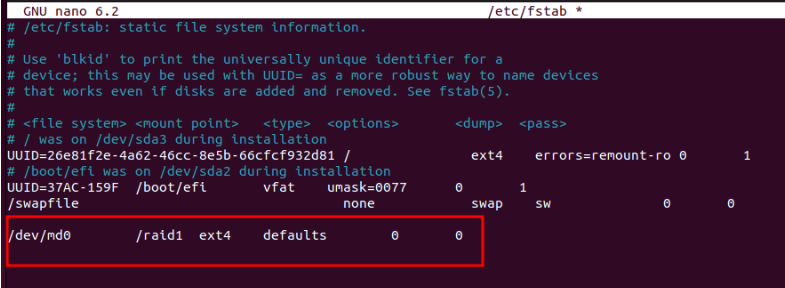 GNU nano 6.2 /etc/fstab *
# /etc/fstab: static file system information.
#
# Use 'blkid' to print the universally unique identifier for a
# device; this may be used with UUID= as a more robust way to name devices
# that works even if disks are added and removed. See fstab(5).
#
# <file system> <mount point> <type> <options> <dump> <pass>
# / was on /dev/sda3 during installation
UUID=26e81f2e-4a62-46cc-8e5b-66cfcf932d81 / ext4 errors=remount-ro 0 1
# /boot/efi was on /dev/sda2 during installation
UUID=37AC-159F /boot/efi vfat umask=0077 0 1
/swapfile none swap sw 0 0
/dev/md0 /raid1 ext4 defaults 0 0